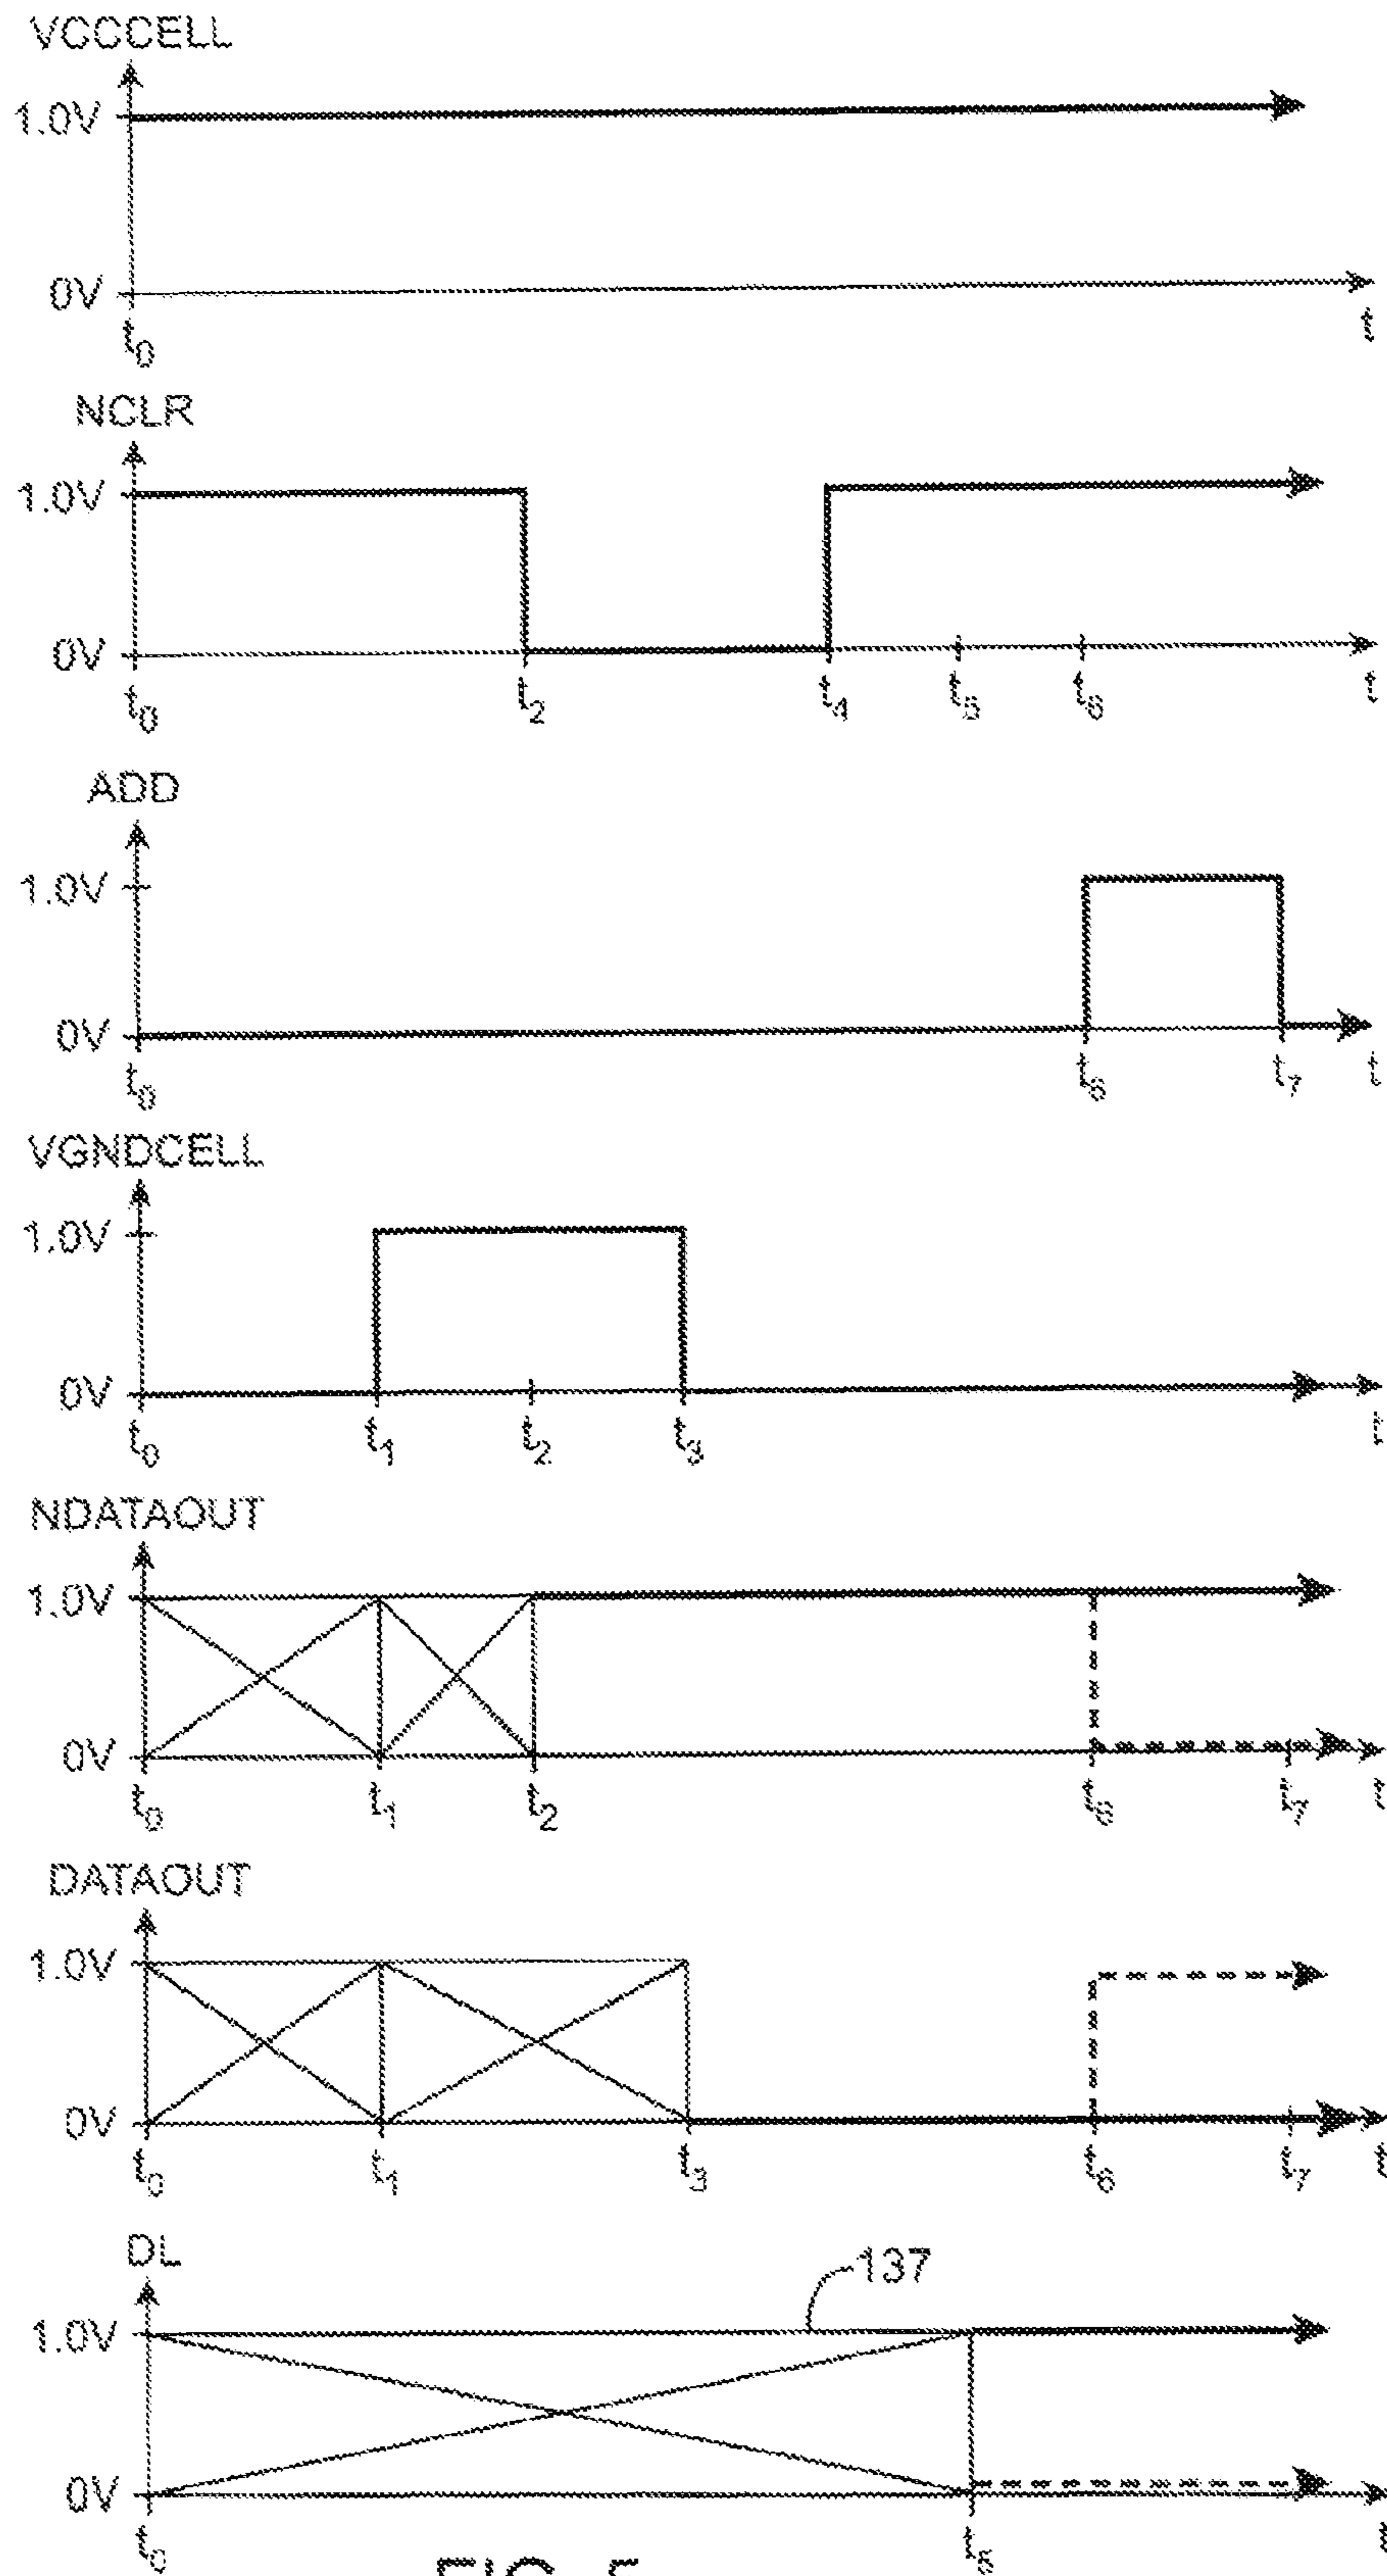 VCCCELL
1.0V
0V
t0 t
NCLR
1.0V
0V
t0 t2 t4 t5 t6 t
ADD
1.0V
0V
t0 t6 t7 t
VGNDCELL
1.0V
0V
t0 t1 t2 t3 t
NDATAOUT
1.0V
0V
t0 t1 t2 t6 t7 t
DATAOUT
1.0V
0V
t0 t1 t3 t6 t7 t
DL
137
1.0V
0V
t0 t5 t
FIG. 5